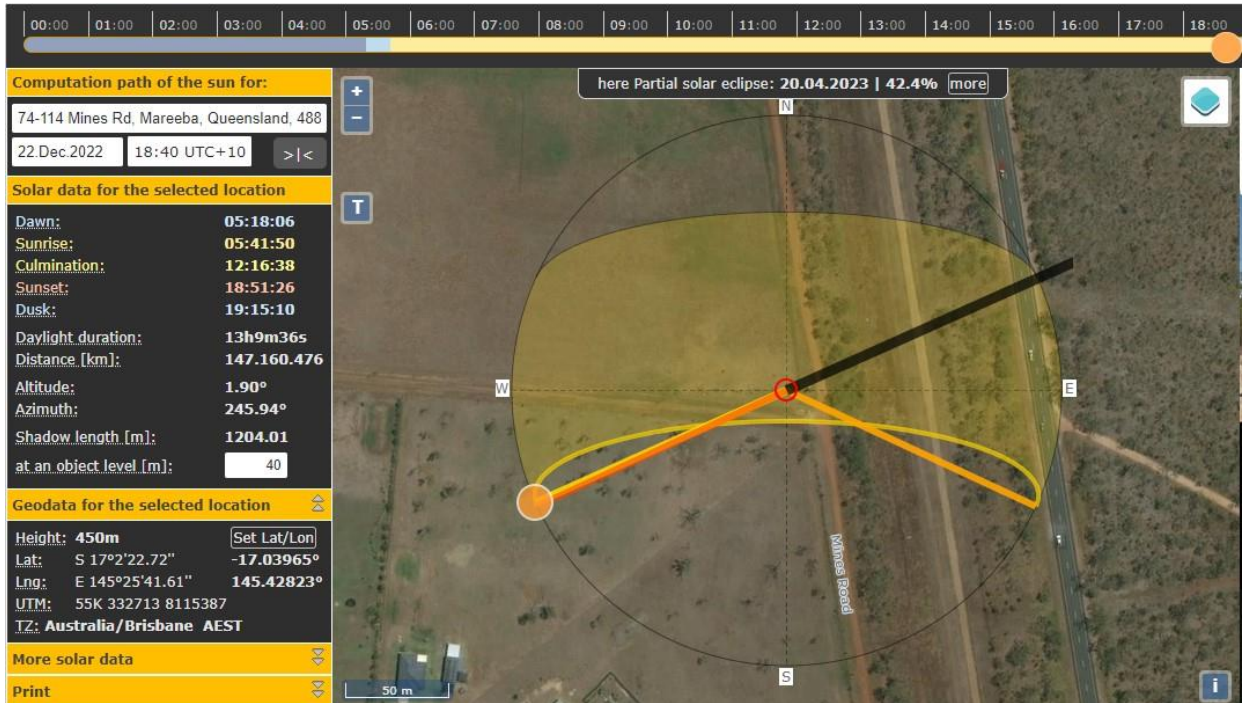 00:00 01:00 02:00 03:00 04:00 05:00 06:00 07:00 08:00 09:00 10:00 11:00 12:00 13:00 14:00 15:00 16:00 17:00 18:00
Computation path of the sun for:
74-114 Mines Rd, Mareeba, Queensland, 488
22.Dec.2022 18:40 UTC+10 >|<
Solar data for the selected location
Dawn: 05:18:06
Sunrise: 05:41:50
Culmination: 12:16:38
Sunset: 18:51:26
Dusk: 19:15:10
Daylight duration: 13h9m36s
Distance [km]: 147.160.476
Altitude: 1.90°
Azimuth: 245.94°
Shadow length [m]: 1204.01
at an object level [m]: 40
Geodata for the selected location
Height: 450m Set Lat/Lon
Lat: S 17°2'22.72'' -17.03965°
Lng: E 145°25'41.61'' 145.42823°
UTM: 55K 332713 8115387
TZ: Australia/Brisbane AEST
More solar data
Print
+
−
T
here Partial solar eclipse: 20.04.2023 | 42.4% more
N
W
E
Mines Road
S
50 m
i